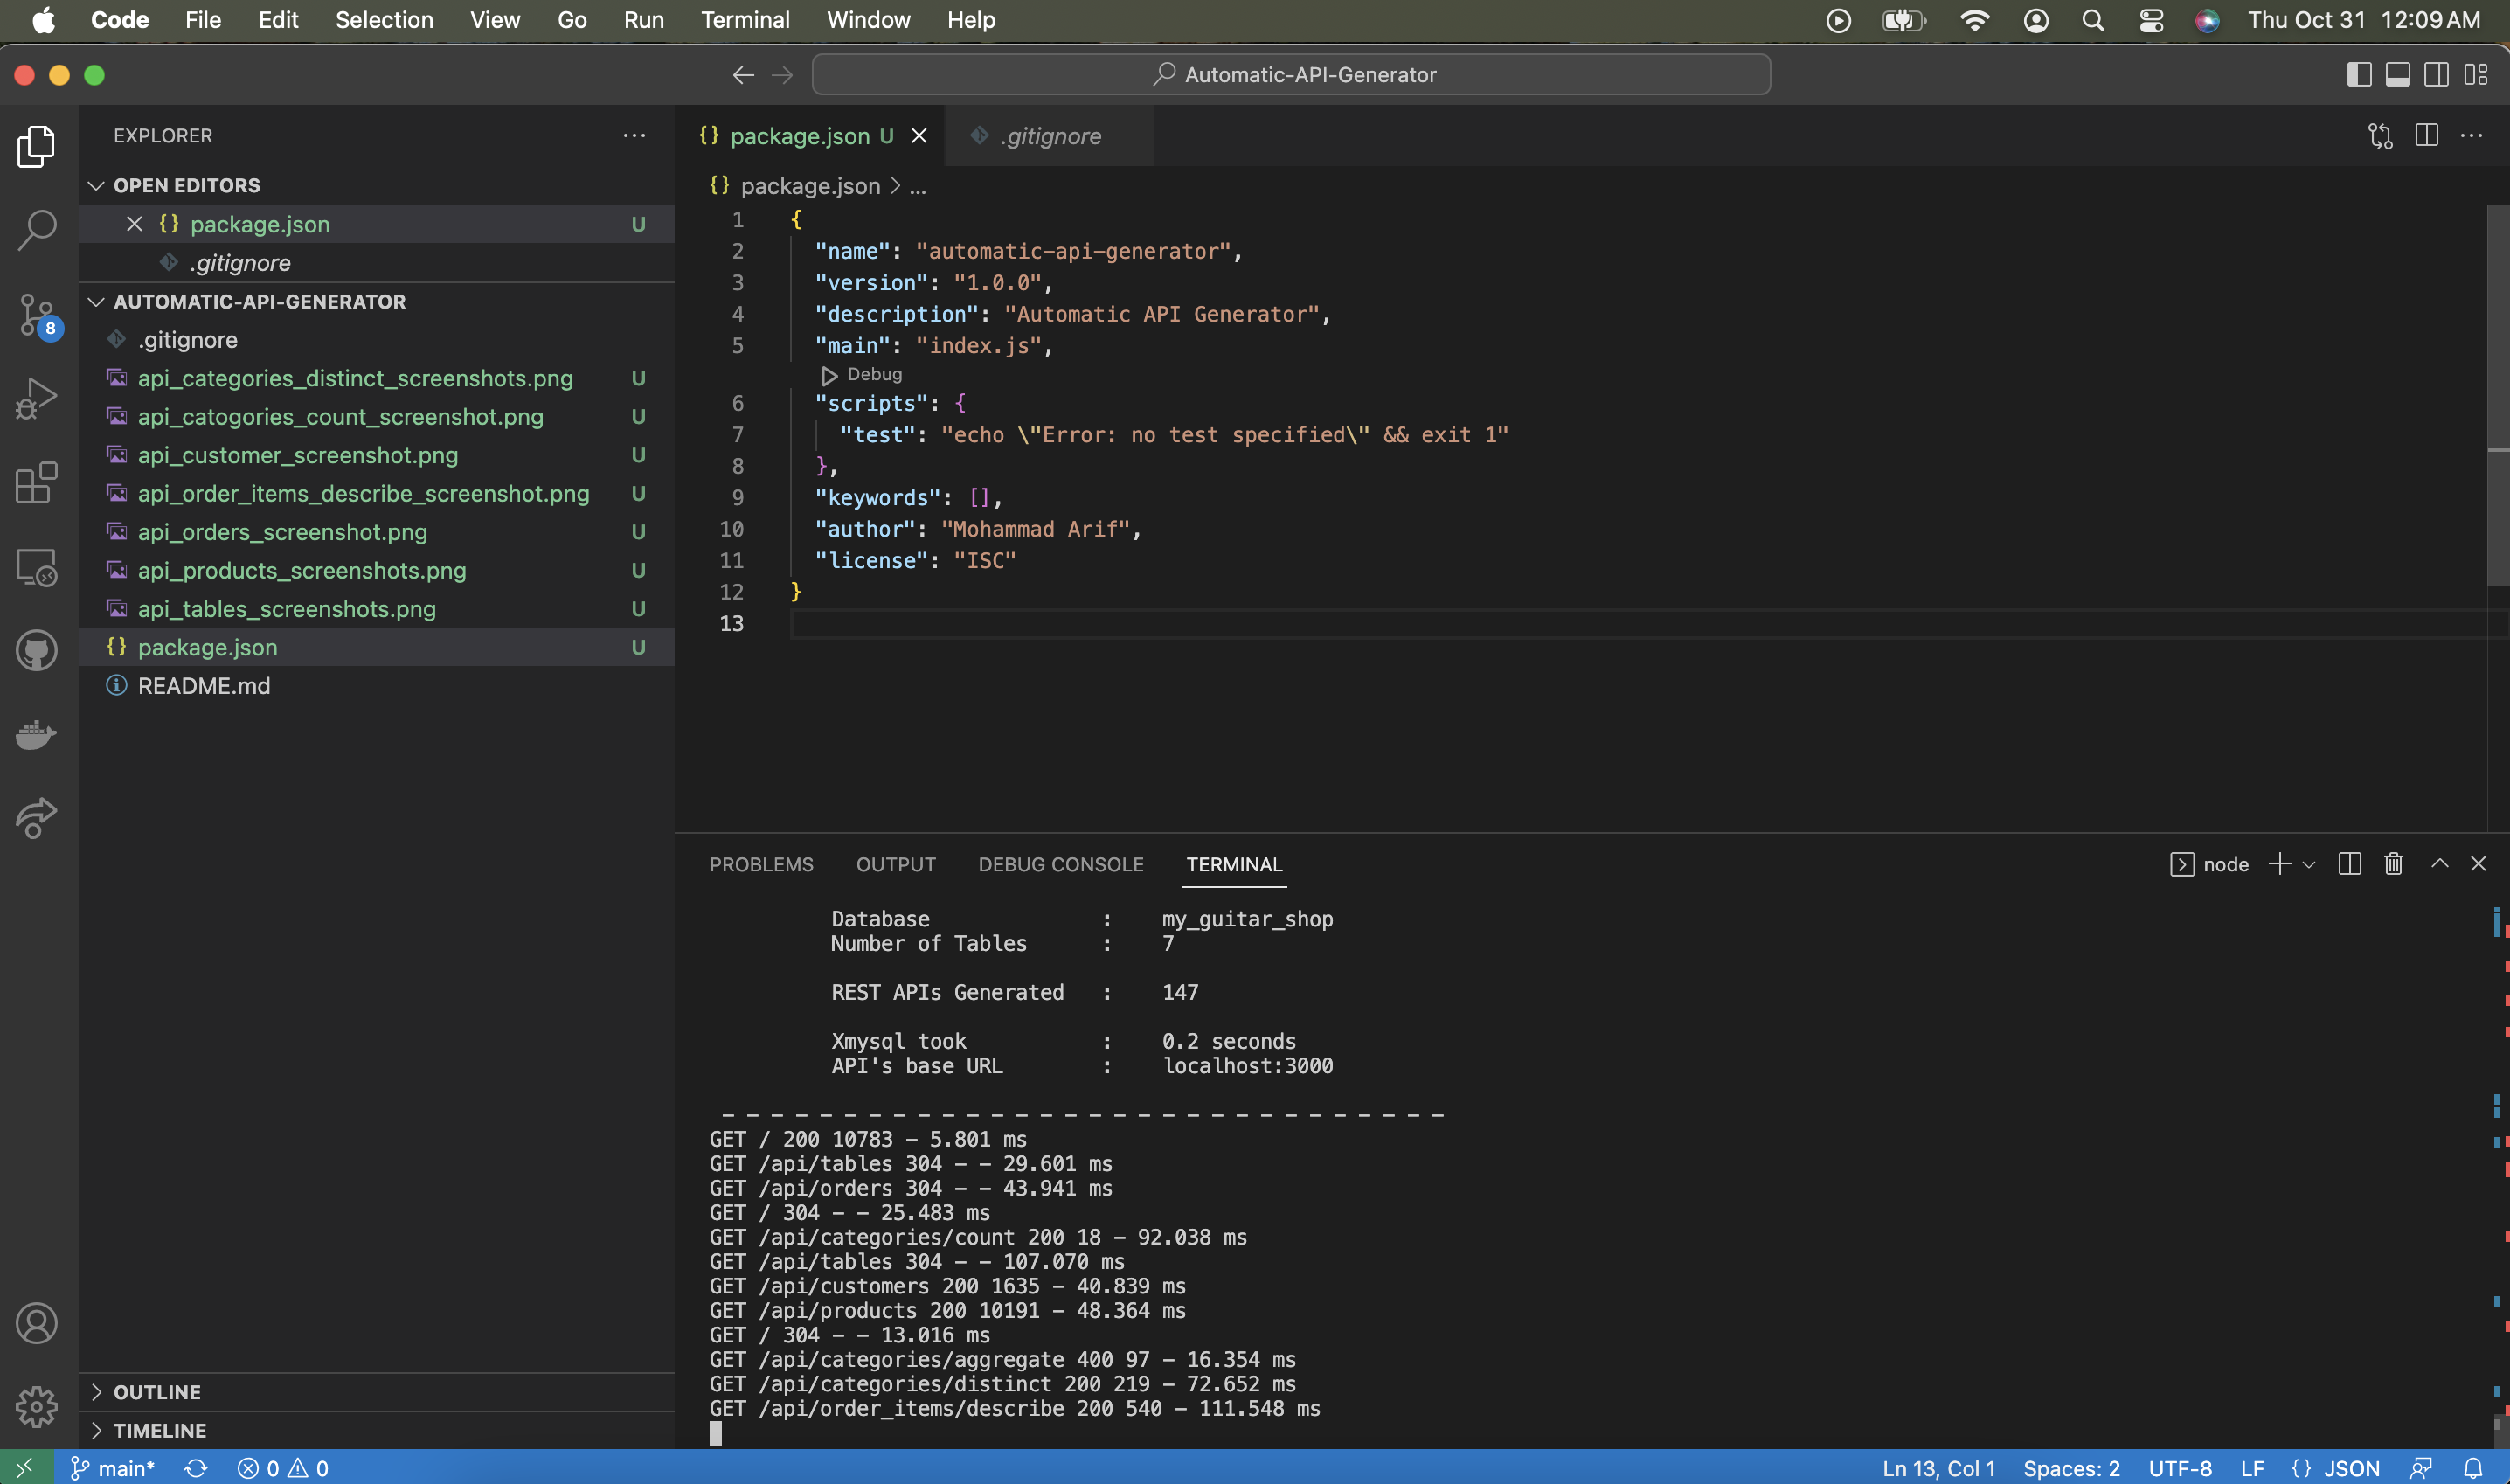 Code File Edit Selection View Go Run Terminal Window Help Thu Oct 31 12:09 AM
Automatic-API-Generator
EXPLORER
OPEN EDITORS
package.json U
.gitignore
AUTOMATIC-API-GENERATOR
.gitignore
api_categories_distinct_screenshots.png U
api_catogories_count_screenshot.png U
api_customer_screenshot.png U
api_order_items_describe_screenshot.png U
api_orders_screenshot.png U
api_products_screenshots.png U
api_tables_screenshots.png U
package.json U
README.md
OUTLINE
TIMELINE
8
package.json U .gitignore
package.json > ...
1 {
2 "name": "automatic-api-generator",
3 "version": "1.0.0",
4 "description": "Automatic API Generator",
5 "main": "index.js",
Debug
6 "scripts": {
7 "test": "echo \"Error: no test specified\" && exit 1"
8 },
9 "keywords": [],
10 "author": "Mohammad Arif",
11 "license": "ISC"
12 }
13
PROBLEMS OUTPUT DEBUG CONSOLE TERMINAL node
Database : my_guitar_shop
Number of Tables : 7
REST APIs Generated : 147
Xmysql took : 0.2 seconds
API's base URL : localhost:3000
- - - - - - - - - - - - - - - - - - - - - - - - - - - - - -
GET / 200 10783 - 5.801 ms
GET /api/tables 304 - - 29.601 ms
GET /api/orders 304 - - 43.941 ms
GET / 304 - - 25.483 ms
GET /api/categories/count 200 18 - 92.038 ms
GET /api/tables 304 - - 107.070 ms
GET /api/customers 200 1635 - 40.839 ms
GET /api/products 200 10191 - 48.364 ms
GET / 304 - - 13.016 ms
GET /api/categories/aggregate 400 97 - 16.354 ms
GET /api/categories/distinct 200 219 - 72.652 ms
GET /api/order_items/describe 200 540 - 111.548 ms
main* 0 0 Ln 13, Col 1 Spaces: 2 UTF-8 LF {} JSON